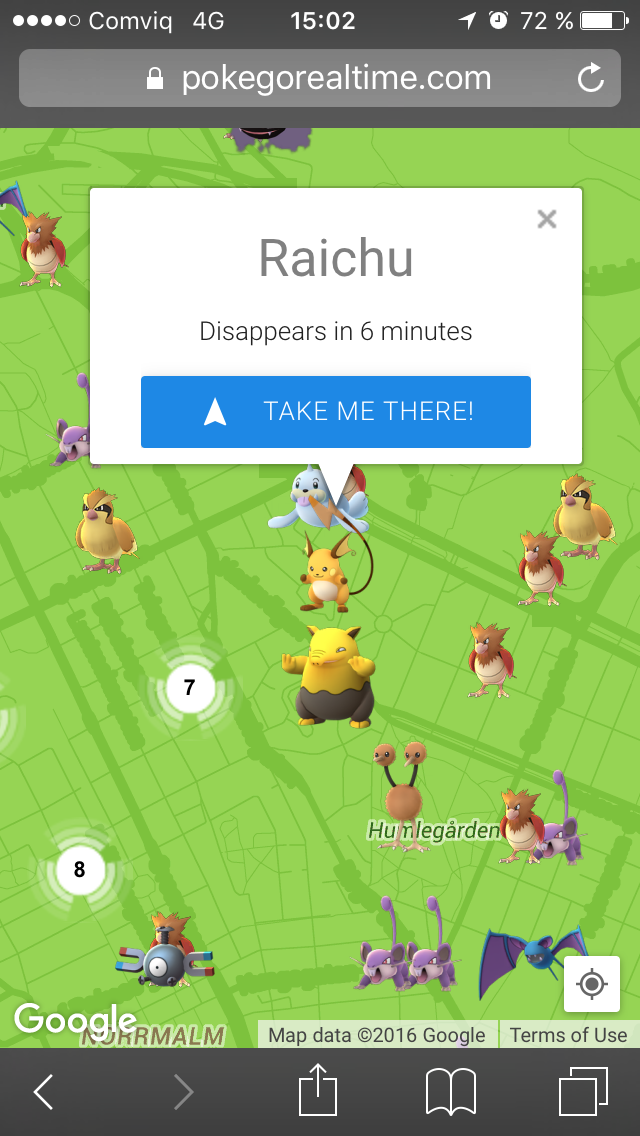 Comviq 4G 15:02 72 %
pokegorealtime.com
Raichu
Disappears in 6 minutes
TAKE ME THERE!
7
Humlegården
8
Google
NORRMALM
Map data ©2016 Google Terms of Use